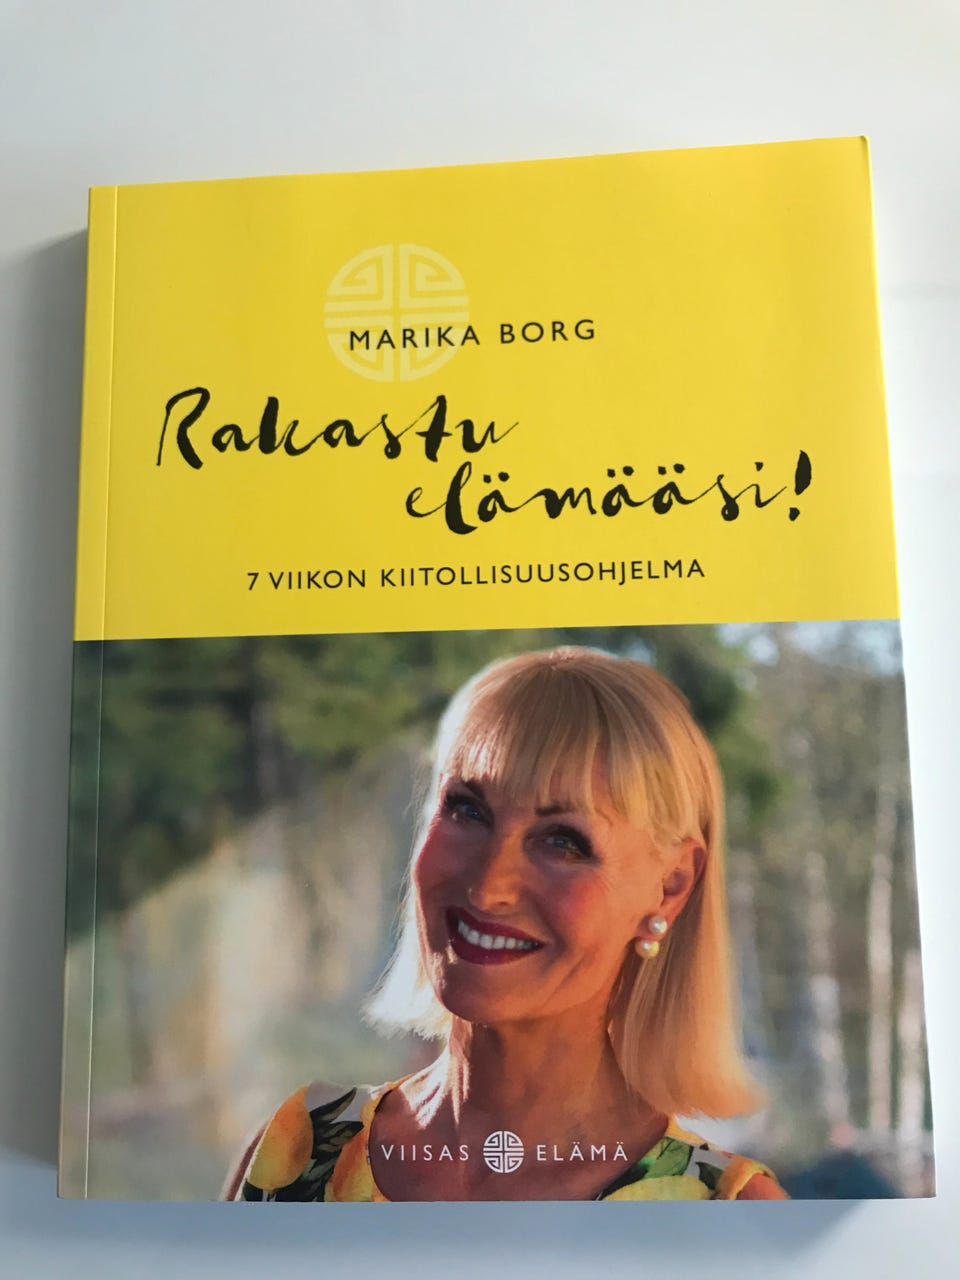 MARIKA BORG
Rakastu
elämääsi!
7 VIIKON KIITOLLISUUSOHJELMA
VIISAS ELÄMÄ